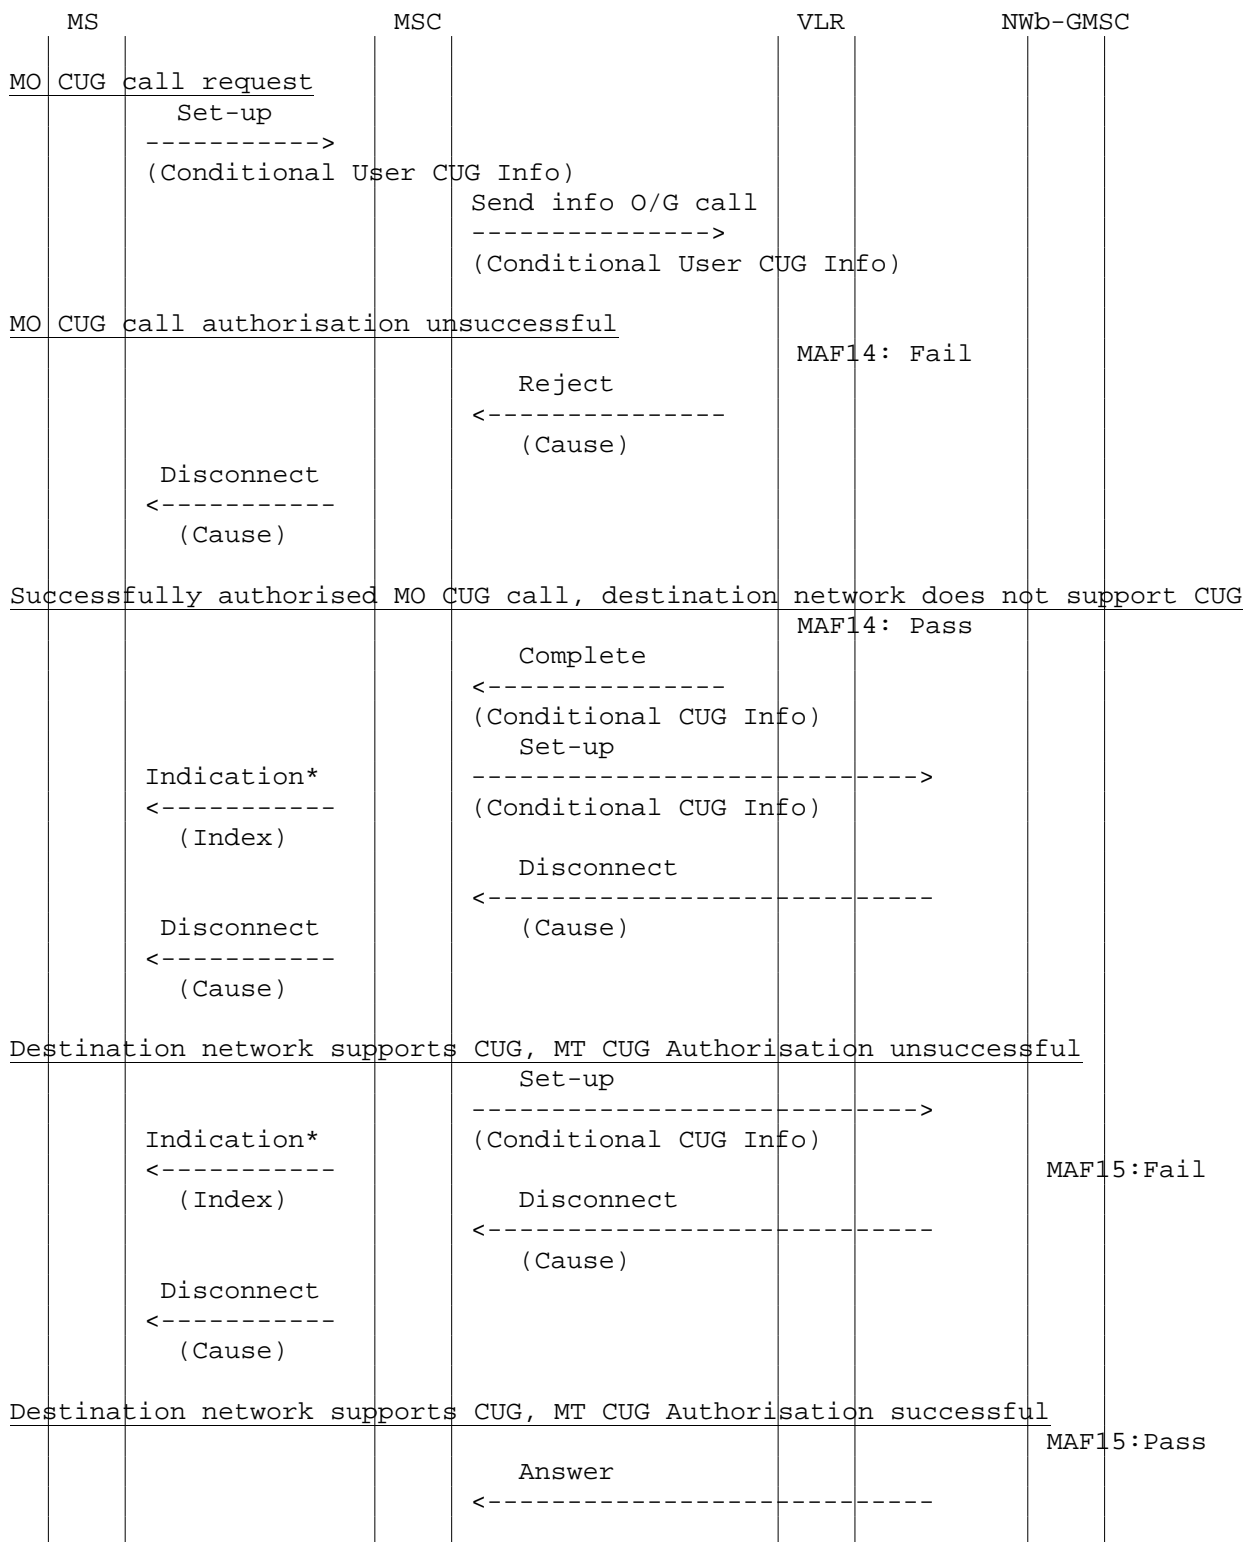 MS MSC VLR NWb-GMSC
MO CUG call request
Set-up
----------->
(Conditional User CUG Info)
Send info O/G call
--------------->
(Conditional User CUG Info)
MO CUG call authorisation unsuccessful
MAF14: Fail
Reject
<---------------
(Cause)
Disconnect
<-----------
(Cause)
Successfully authorised MO CUG call, destination network does not support CUG
MAF14: Pass
Complete
<---------------
(Conditional CUG Info)
Set-up
Indication* ---------------------------->
<----------- (Conditional CUG Info)
(Index)
Disconnect
<----------------------------
Disconnect (Cause)
<-----------
(Cause)
Destination network supports CUG, MT CUG Authorisation unsuccessful
Set-up
---------------------------->
Indication* (Conditional CUG Info)
<----------- MAF15:Fail
(Index) Disconnect
<----------------------------
(Cause)
Disconnect
<-----------
(Cause)
Destination network supports CUG, MT CUG Authorisation successful
MAF15:Pass
Answer
<----------------------------